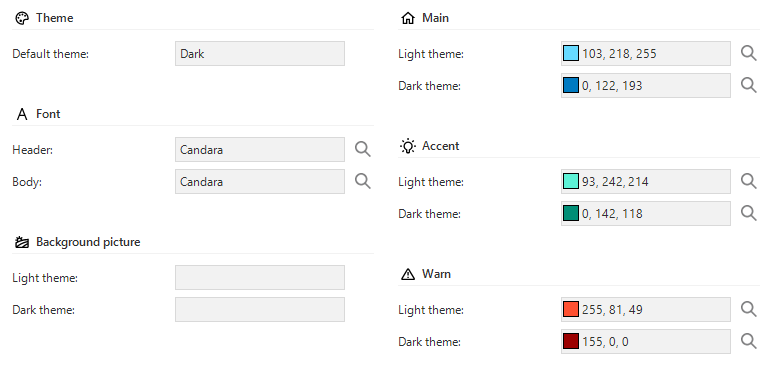 Theme
Default theme: Dark
Font
Header: Candara
Body: Candara
Background picture
Light theme:
Dark theme:
Main
Light theme: 103, 218, 255
Dark theme: 0, 122, 193
Accent
Light theme: 93, 242, 214
Dark theme: 0, 142, 118
Warn
Light theme: 255, 81, 49
Dark theme: 155, 0, 0